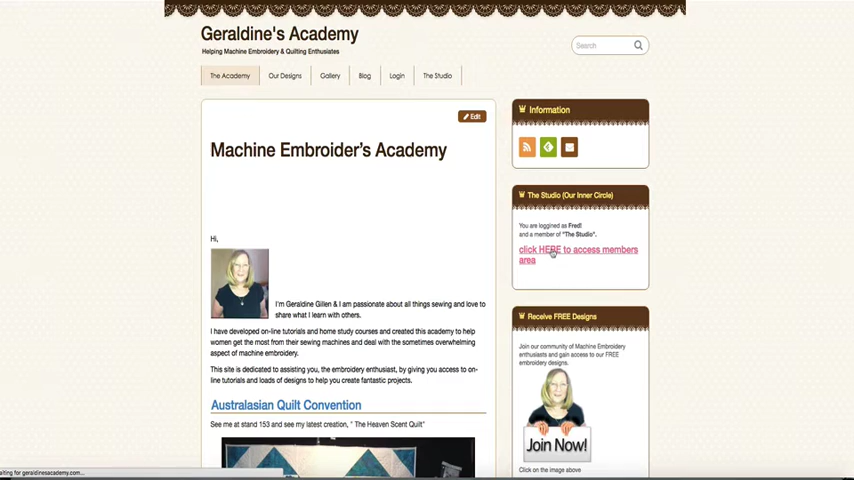 Geraldine's Academy
Helping Machine Embroidery & Quilting Enthusiates
Search
The Academy
Our Designs
Gallery
Blog
Login
The Studio
Edit
Machine Embroider's Academy
Hi,
I'm Geraldine Gillen & I am passionate about all things sewing and love to
share what I learn with others.
I have developed on-line tutorials and home study courses and created this academy to help
women get the most from their sewing machines and deal with the sometimes overwhelming
aspect of machine embroidery.
This site is dedicated to assisting you, the embroidery enthusiast, by giving you access to on-
line tutorials and loads of designs to help you create fantastic projects.
Australasian Quilt Convention
See me at stand 153 and see my latest creation, " The Heaven Scent Quilt"
Information
The Studio (Our Inner Circle)
You are loggined as Fred!
and a member of "The Studio".
click HERE to access members
area
Receive FREE Designs
Join our community of Machine Embroidery
enthusiasts and gain access to our FREE
embroidery designs.
Join Now!
Click on the image above
aiting for geraldinesacademy.com...